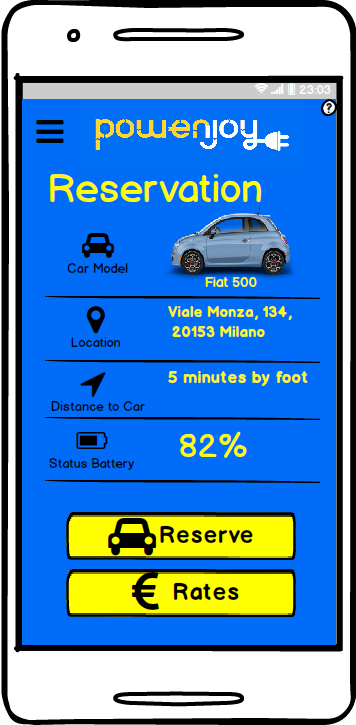 23:03
?
powenjoy
Reservation
Car Model
Fiat 500
Location
Viale Monza, 134,
20153 Milano
Distance to Car
5 minutes by foot
Status Battery
82%
Reserve
€ Rates